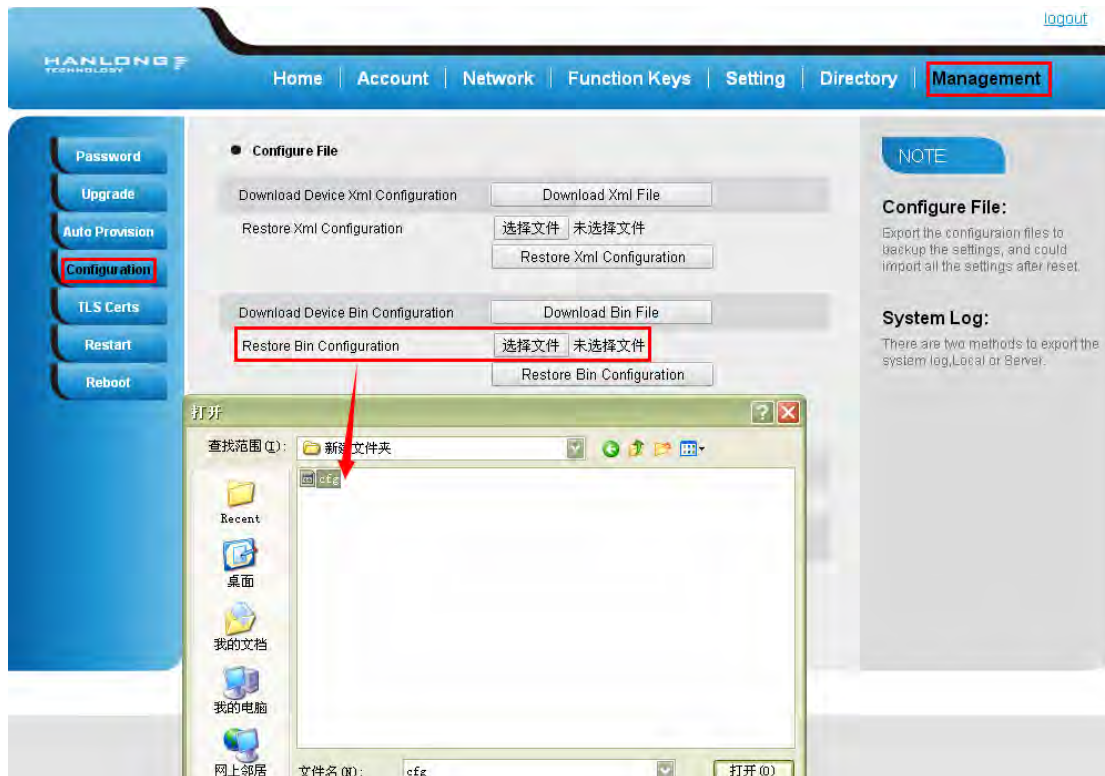 logout
HANLONG
TECHNOLOGY
Home Account Network Function Keys Setting Directory Management
Password
Upgrade
Auto Provision
Configuration
TLS Certs
Restart
Reboot
Configure File
Download Device Xml Configuration Download Xml File
Restore Xml Configuration 选择文件 未选择文件
Restore Xml Configuration
Download Device Bin Configuration Download Bin File
Restore Bin Configuration 选择文件 未选择文件
Restore Bin Configuration
NOTE
Configure File:
Export the configuraion files to
backup the settings, and could
import all the settings after reset.
System Log:
There are two methods to export the
system log,Local or Server.
打开
查找范围(I): 新建文件夹
cfg
Recent
桌面
我的文档
我的电脑
网上邻居
文件名(N): cfg 打开(O)